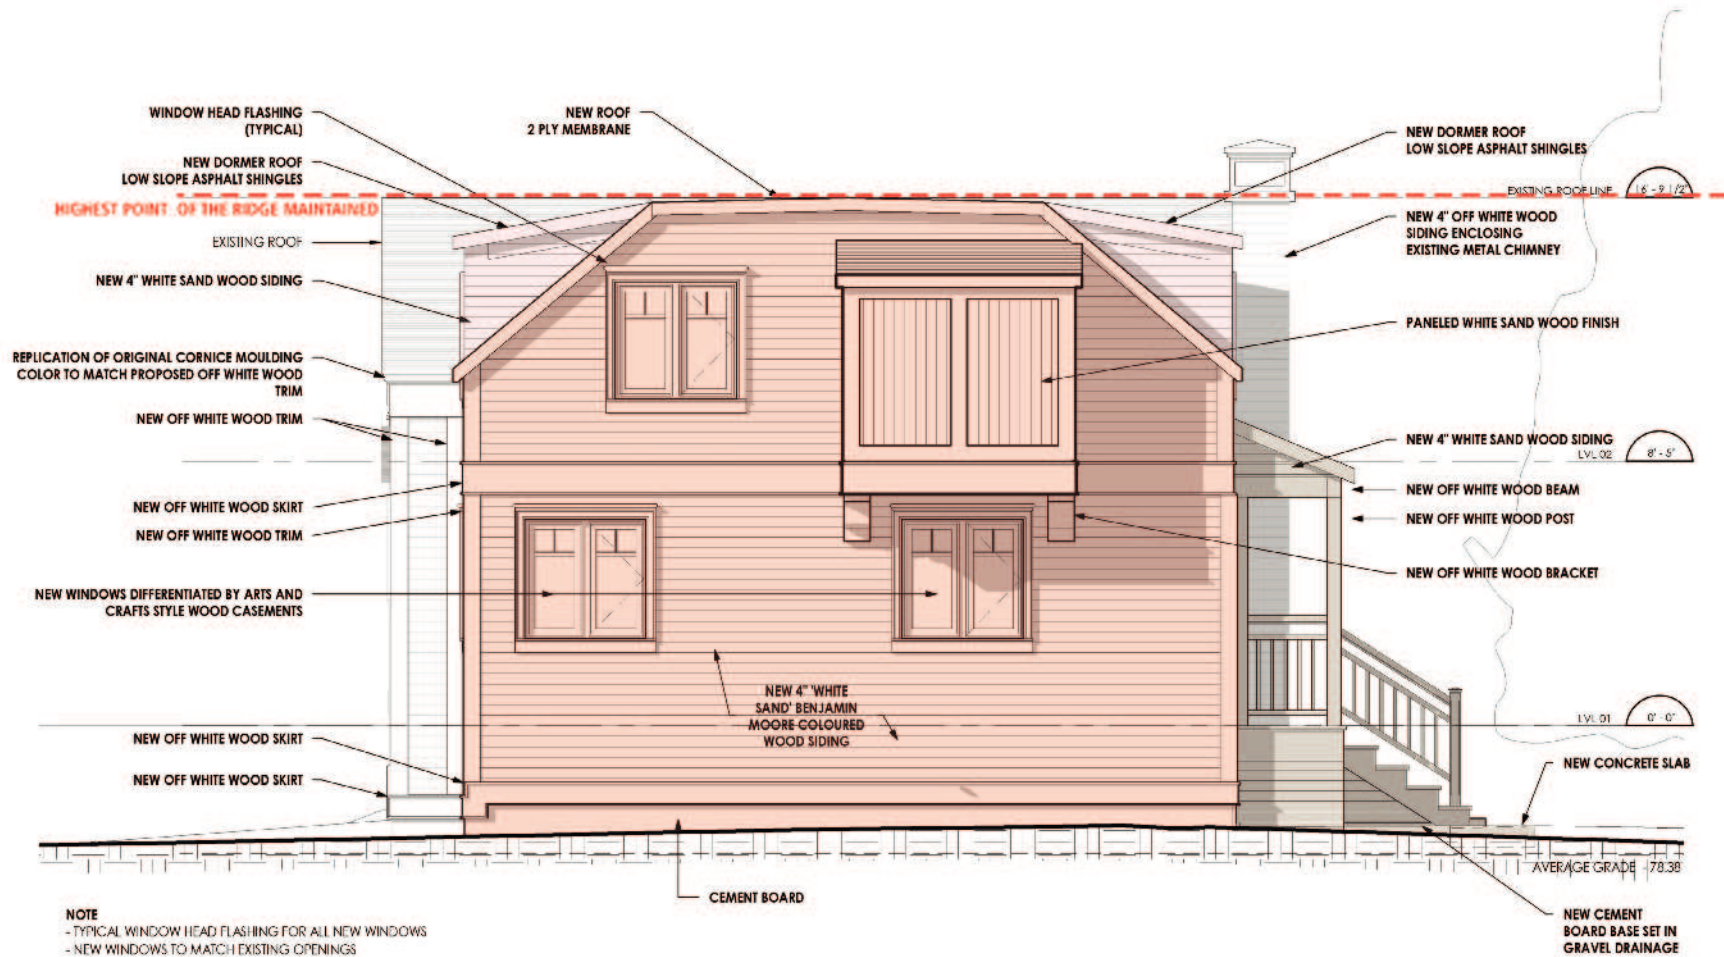 WINDOW HEAD FLASHING
(TYPICAL)
NEW DORMER ROOF
LOW SLOPE ASPHALT SHINGLES
HIGHEST POINT OF THE RIDGE MAINTAINED
EXISTING ROOF
NEW 4" WHITE SAND WOOD SIDING
REPLICATION OF ORIGINAL CORNICE MOULDING
COLOR TO MATCH PROPOSED OFF WHITE WOOD
TRIM
NEW OFF WHITE WOOD TRIM
NEW OFF WHITE WOOD SKIRT
NEW OFF WHITE WOOD TRIM
NEW WINDOWS DIFFERENTIATED BY ARTS AND
CRAFTS STYLE WOOD CASEMENTS
NEW OFF WHITE WOOD SKIRT
NEW OFF WHITE WOOD SKIRT
NEW ROOF
2 PLY MEMBRANE
NEW 4" 'WHITE
SAND' BENJAMIN
MOORE COLOURED
WOOD SIDING
CEMENT BOARD
NEW DORMER ROOF
LOW SLOPE ASPHALT SHINGLES
EXISTING ROOF LINE 16' - 9 1/2"
NEW 4" OFF WHITE WOOD
SIDING ENCLOSING
EXISTING METAL CHIMNEY
PANELED WHITE SAND WOOD FINISH
NEW 4" WHITE SAND WOOD SIDING
LVL 02 8' - 5"
NEW OFF WHITE WOOD BEAM
NEW OFF WHITE WOOD POST
NEW OFF WHITE WOOD BRACKET
LVL 01 0' - 0"
NEW CONCRETE SLAB
AVERAGE GRADE - 78.38
NEW CEMENT
BOARD BASE SET IN
GRAVEL DRAINAGE
NOTE
- TYPICAL WINDOW HEAD FLASHING FOR ALL NEW WINDOWS
- NEW WINDOWS TO MATCH EXISTING OPENINGS